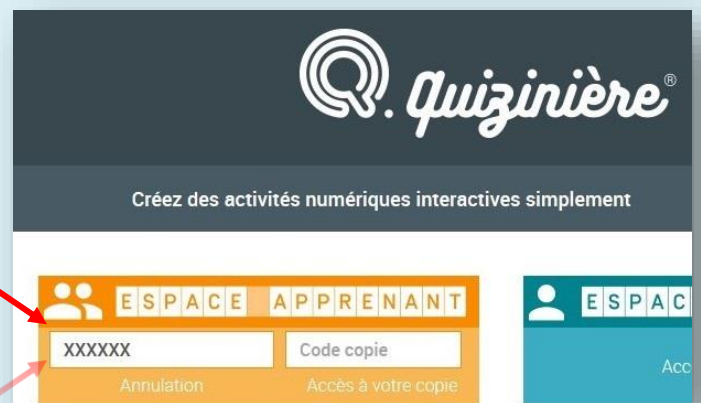 Q. Quizinière®
Créez des activités numériques interactives simplement
ESPACE APPRENANT
ESPAC
XXXXXX
Code copie
Acc
Annulation
Accès à votre copie